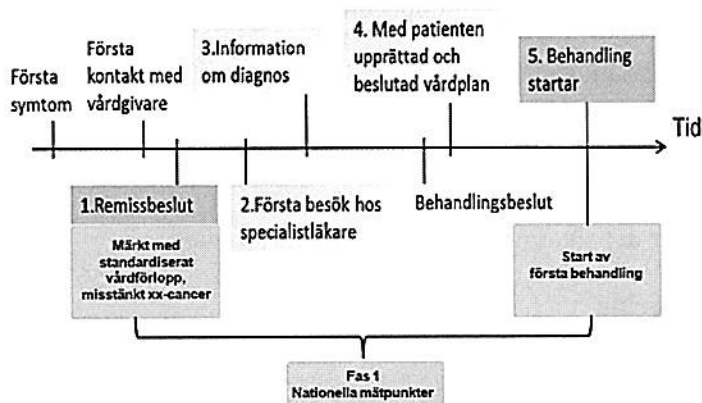 Första
symtom
Första
kontakt med
vårdgivare
3.Information
om diagnos
4. Med patienten
upprättad och
beslutad vårdplan
5. Behandling
startar
Tid
1.Remissbeslut
2.Första besök hos
specialistläkare
Behandlingsbeslut
Märkt med
standardiserat
vårdförlopp,
misstänkt xx-cancer
Start av
första behandling
Fas 1
Nationella mätpunkter